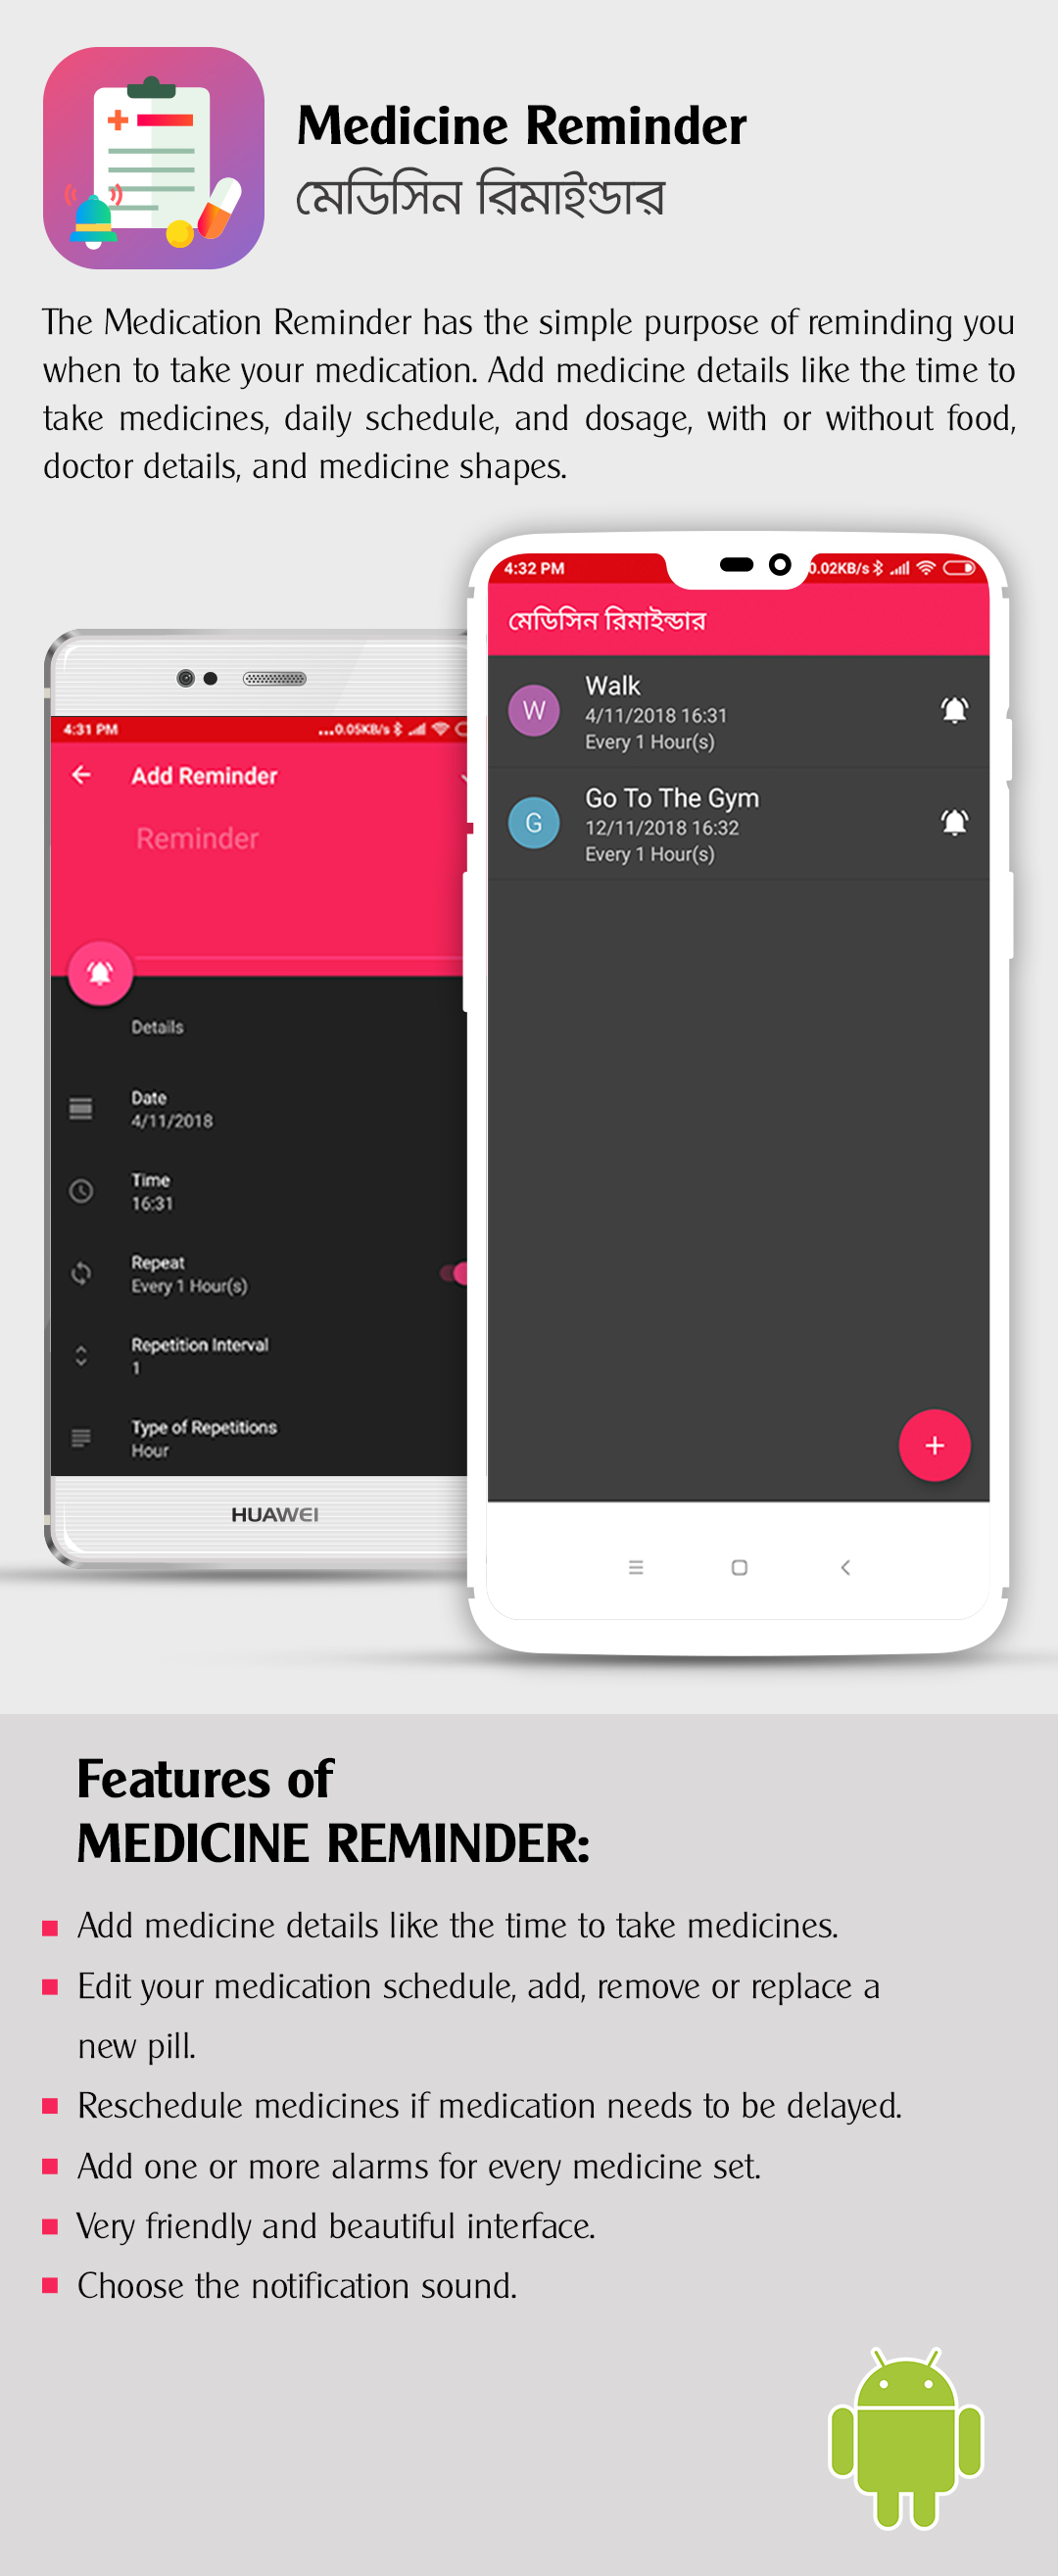 Medicine Reminder
মেডিসিন রিমাইণ্ডার
The Medication Reminder has the simple purpose of reminding you
when to take your medication. Add medicine details like the time to
take medicines, daily schedule, and dosage, with or without food,
doctor details, and medicine shapes.
4:31 PM
...0.05KB/s
Add Reminder
Reminder
Details
Date
4/11/2018
Time
16:31
Repeat
Every 1 Hour(s)
Repetition Interval
1
Type of Repetitions
Hour
HUAWEI
4:32 PM
0.02KB/s
মেডিসিন রিমাইন্ডার
W
Walk
4/11/2018 16:31
Every 1 Hour(s)
G
Go To The Gym
12/11/2018 16:32
Every 1 Hour(s)
Features of
MEDICINE REMINDER:
Add medicine details like the time to take medicines.
Edit your medication schedule, add, remove or replace a
new pill.
Reschedule medicines if medication needs to be delayed.
Add one or more alarms for every medicine set.
Very friendly and beautiful interface.
Choose the notification sound.